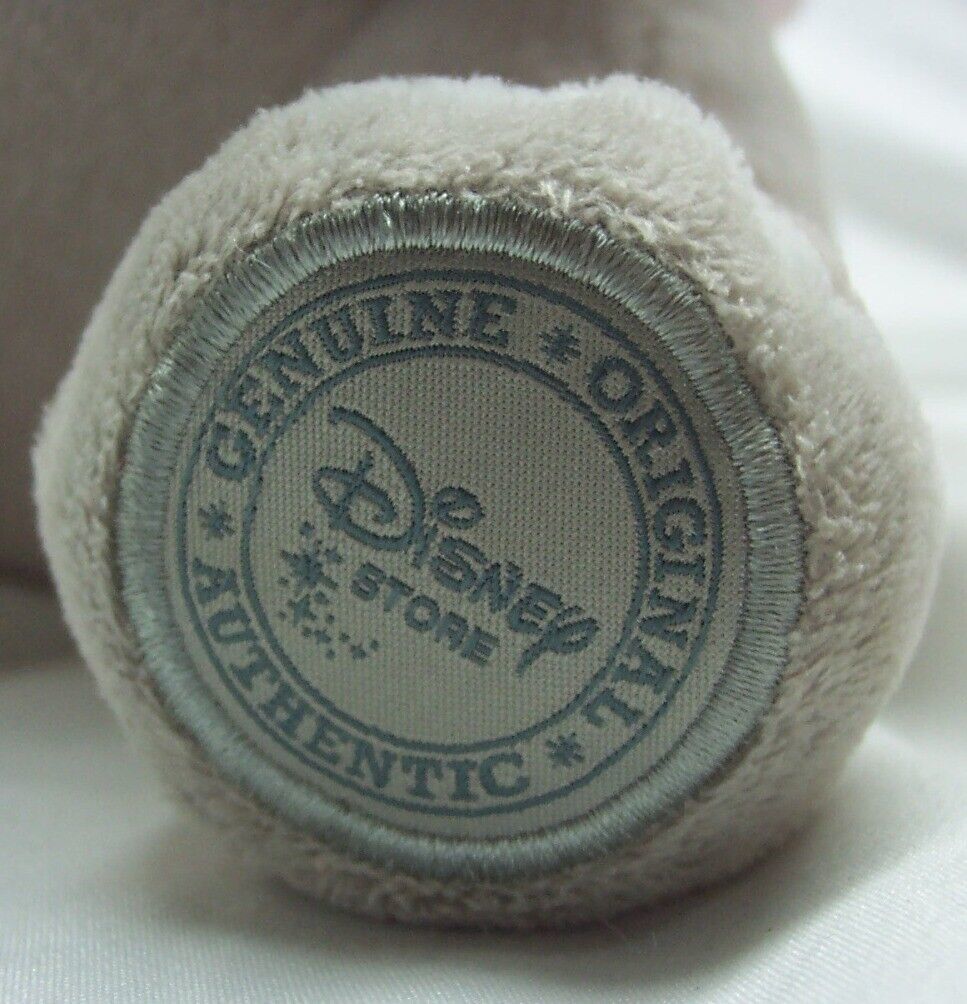 GENUINE * ORIGINAL * AUTHENTIC *
Disney
STORE